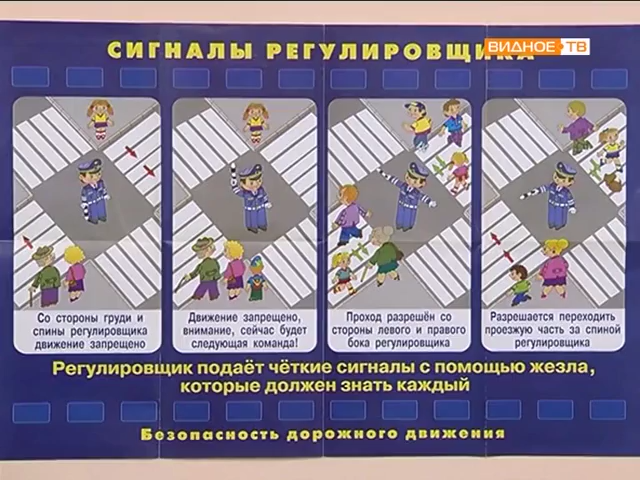 ВИДНОЕ ТВ
СИГНАЛЫ РЕГУЛИРОВЩИКА
Со стороны груди и
спины регулировщика
движение запрещено
Движение запрещено,
внимание, сейчас будет
следующая команда!
Проход разрешён со
стороны левого и правого
бока регулировщика
Разрешается переходить
проезжую часть за спиной
регулировщика
Регулировщик подаёт чёткие сигналы с помощью жезла,
которые должен знать каждый
Безопасность дорожного движения